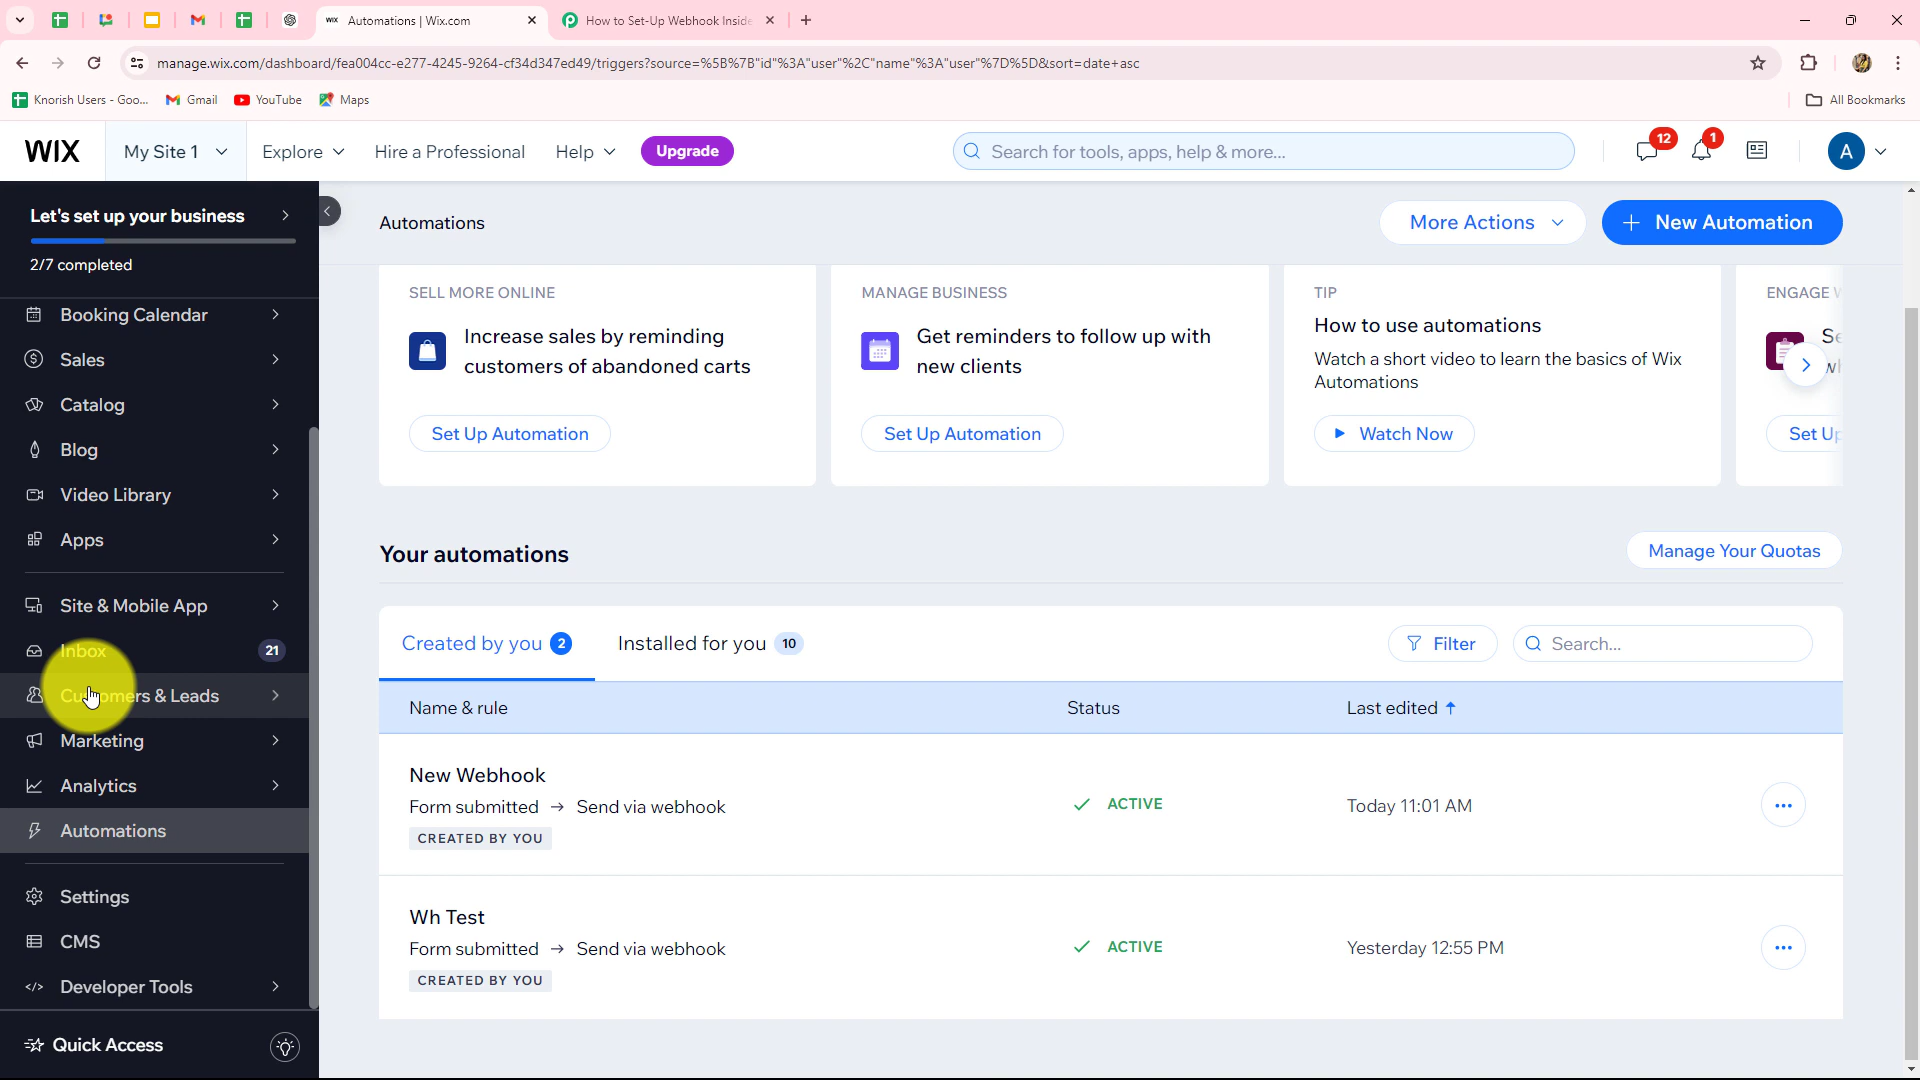 WIX Automations | Wix.com
How to Set-Up Webhook Inside
manage.wix.com/dashboard/fea004cc-e277-4245-9264-cf34d347ed49/triggers?source=%5B%7B"id"%3A"user"%2C"name"%3A"user"%7D%5D&sort=date+asc
Knorish Users - Goo...
Gmail
YouTube
Maps
All Bookmarks
WIX
My Site 1
Explore
Hire a Professional
Help
Upgrade
Search for tools, apps, help & more...
12
1
A
Let's set up your business
2/7 completed
Booking Calendar
Sales
Catalog
Blog
Video Library
Apps
Site & Mobile App
Inbox
21
Customers & Leads
Marketing
Analytics
Automations
Settings
CMS
Developer Tools
Quick Access
Automations
More Actions
New Automation
SELL MORE ONLINE
Increase sales by reminding
customers of abandoned carts
Set Up Automation
MANAGE BUSINESS
Get reminders to follow up with
new clients
Set Up Automation
TIP
How to use automations
Watch a short video to learn the basics of Wix
Automations
Watch Now
ENGAGE
Set Up
Your automations
Manage Your Quotas
Created by you 2
Installed for you 10
Filter
Search...
Name & rule
Status
Last edited
New Webhook
Form submitted → Send via webhook
CREATED BY YOU
ACTIVE
Today 11:01 AM
Wh Test
Form submitted → Send via webhook
CREATED BY YOU
ACTIVE
Yesterday 12:55 PM